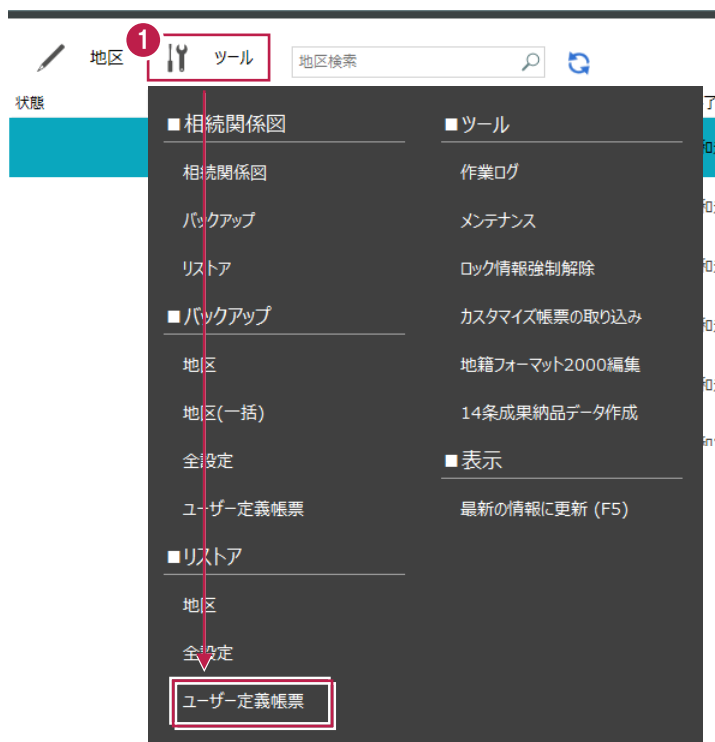 1
地区
ツール
地区検索
状態
■相続関係図
相続関係図
バックアップ
リストア
■バックアップ
地区
地区(一括)
全設定
ユーザー定義帳票
■リストア
地区
全設定
ユーザー定義帳票
■ツール
作業ログ
メンテナンス
ロック情報強制解除
カスタマイズ帳票の取り込み
地籍フォーマット2000編集
14条成果納品データ作成
■表示
最新の情報に更新 (F5)